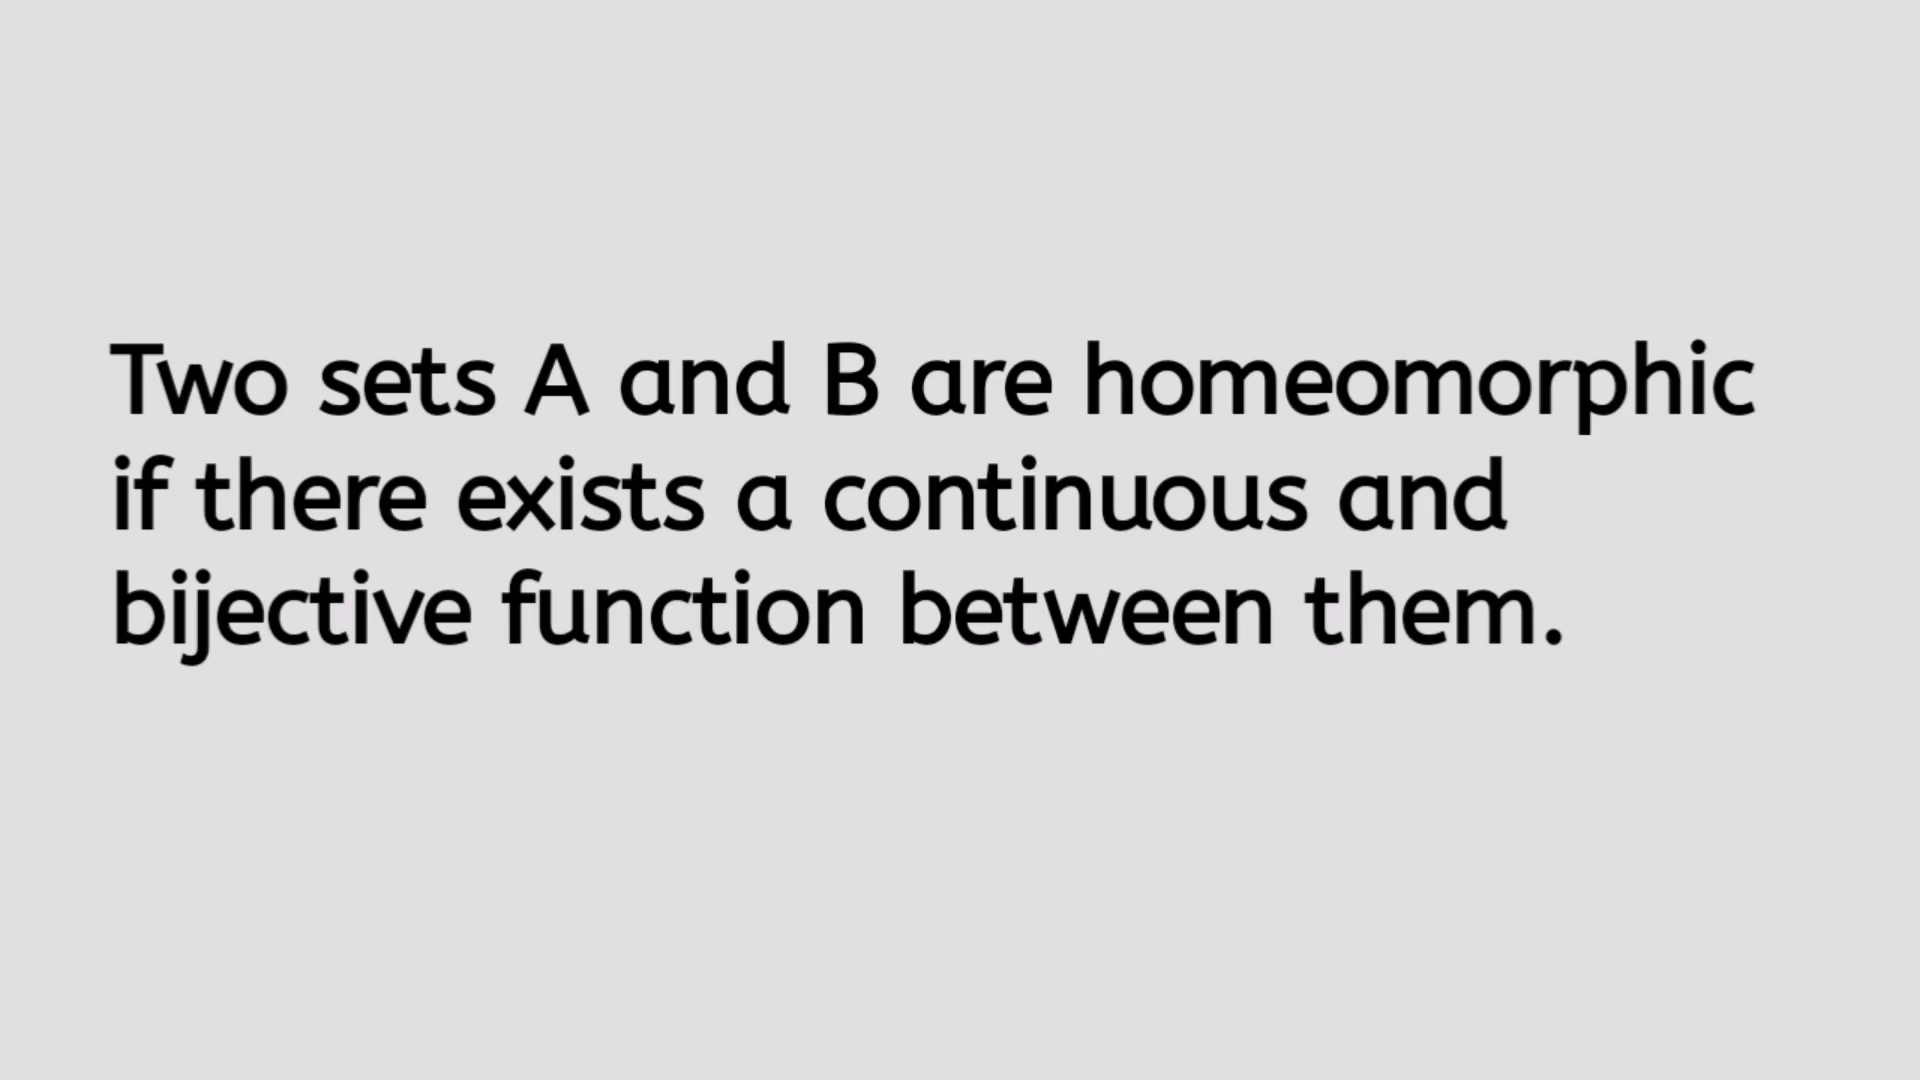 Two sets A and B are homeomorphic
if there exists a continuous and
bijective function between them.